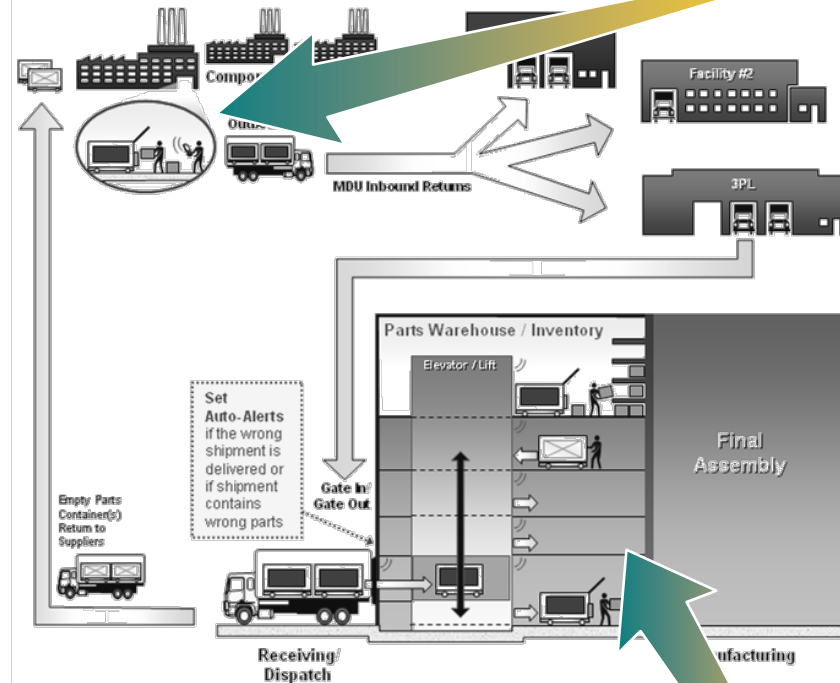 Facility #2
MDU Inbound Returns
3PL
Parts Warehouse / Inventory
Elevator / Lift
Set
Auto-Alerts
if the wrong
shipment is
delivered or
if shipment
contains
wrong parts
Final
Assembly
Gate In/
Gate Out
Empty Parts
Container(s)
Return to
Suppliers
Receiving/
Dispatch